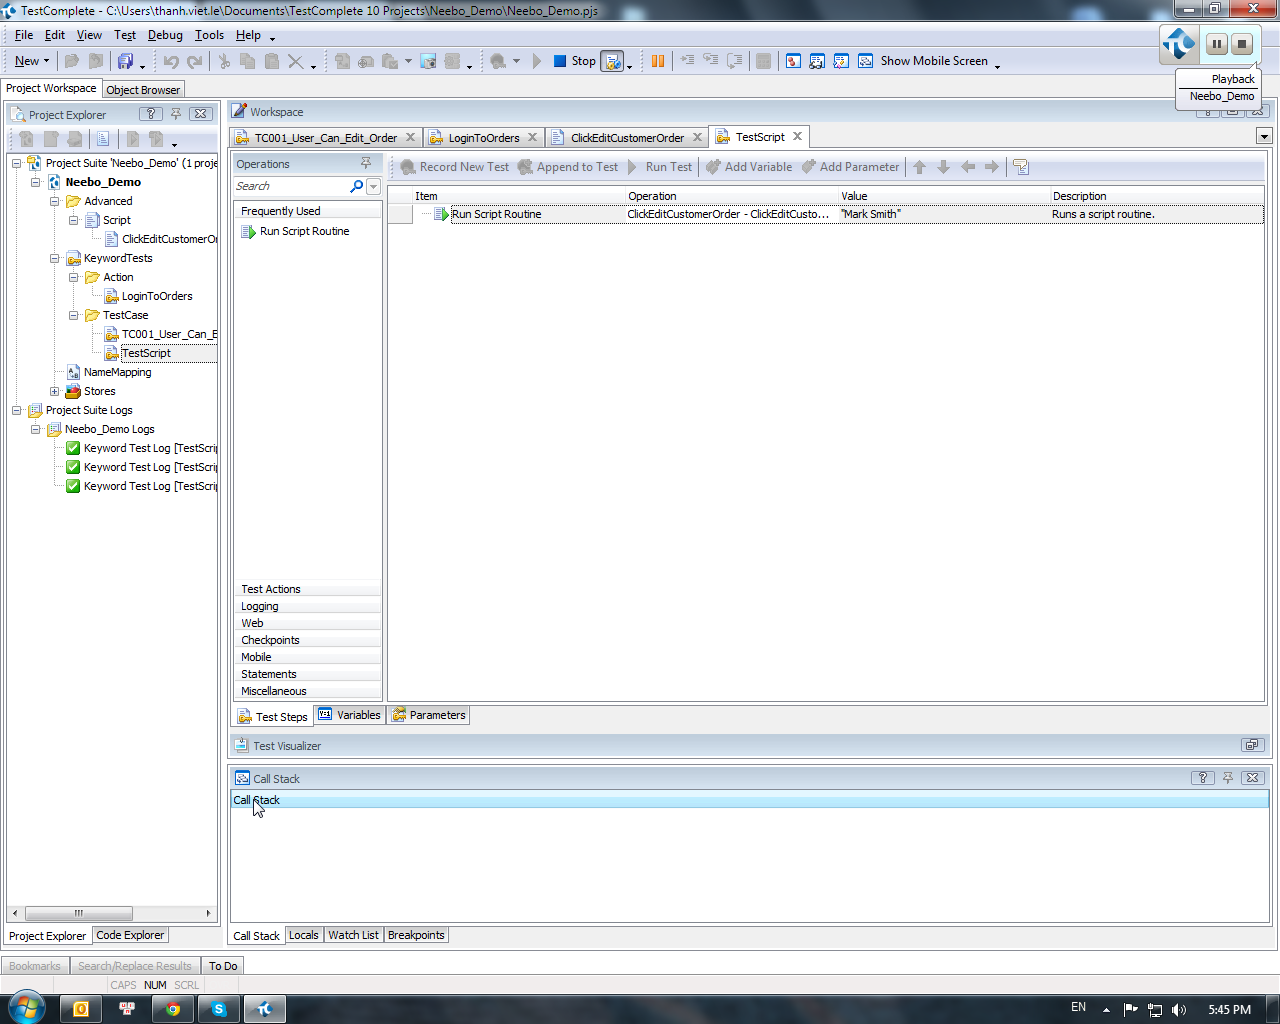 TestComplete - C:\Users\thanh.viet.le\Documents\TestComplete 10 Projects\Neebo_Demo\Neebo_Demo.pjs
File Edit View Test Debug Tools Help
New Stop Show Mobile Screen
Playback
Neebo_Demo
Project Workspace Object Browser
Project Explorer
Workspace
TC001_User_Can_Edit_Order LoginToOrders ClickEditCustomerOrder TestScript
Project Suite 'Neebo_Demo' (1 proje
Neebo_Demo
Advanced
Script
ClickEditCustomerOr
KeywordTests
Action
LoginToOrders
TestCase
TC001_User_Can_E
TestScript
NameMapping
Stores
Project Suite Logs
Neebo_Demo Logs
Keyword Test Log [TestScrip
Keyword Test Log [TestScrip
Keyword Test Log [TestScrip
Operations
Search
Frequently Used
Run Script Routine
Test Actions
Logging
Web
Checkpoints
Mobile
Statements
Miscellaneous
Record New Test Append to Test Run Test Add Variable Add Parameter
Item Operation Value Description
Run Script Routine ClickEditCustomerOrder - ClickEditCusto... "Mark Smith" Runs a script routine.
Test Steps Variables Parameters
Test Visualizer
Call Stack
Call Stack
Project Explorer Code Explorer
Call Stack Locals Watch List Breakpoints
Bookmarks Search/Replace Results To Do
CAPS NUM SCRL
EN 5:45 PM